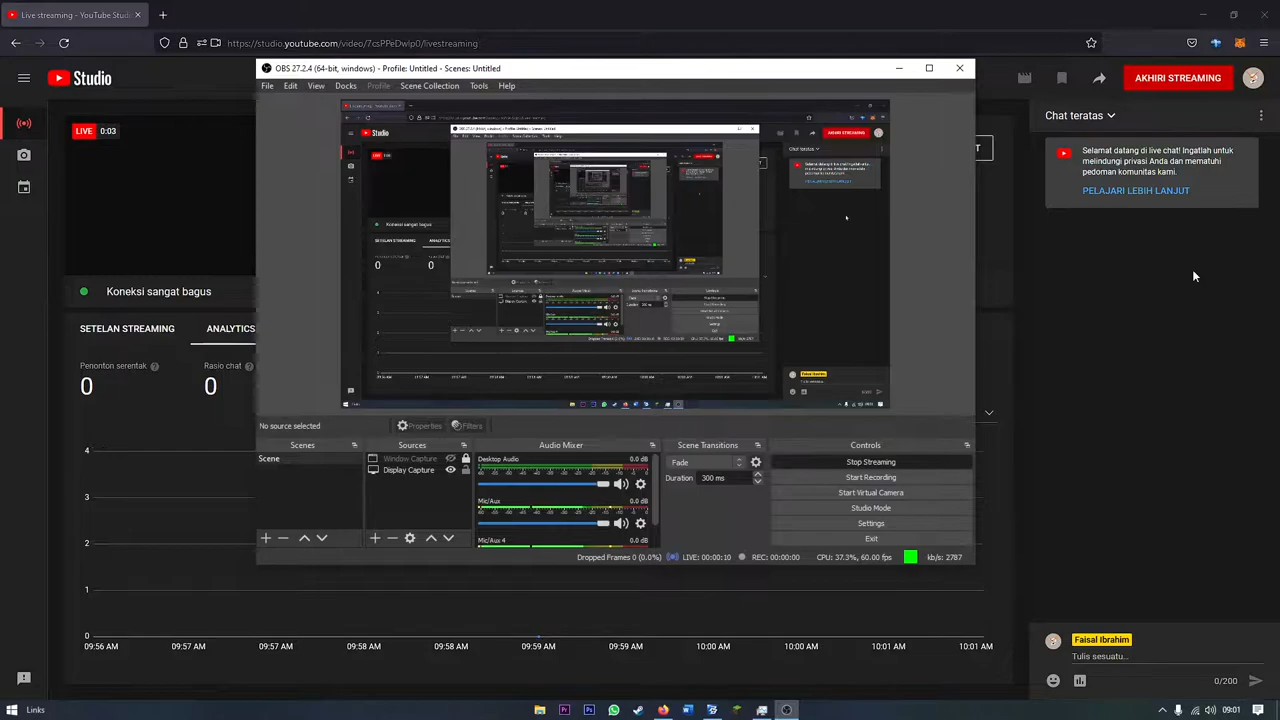 Live streaming - YouTube Studi
https://studio.youtube.com/video/7csPPeDwlp0/livestreaming
Studio
AKHIRI STREAMING
LIVE 0:03
Koneksi sangat bagus
SETELAN STREAMING
ANALYTICS
Penonton serentak
Rasio chat
0
0
4
3
2
1
0
09:56 AM
09:57 AM
09:57 AM
09:58 AM
09:58 AM
09:59 AM
09:59 AM
10:00 AM
10:00 AM
10:01 AM
10:01 AM
OBS 27.2.4 (64-bit, windows) - Profile: Untitled - Scenes: Untitled
File Edit View Docks Profile Scene Collection Tools Help
No source selected
Properties
Filters
Scenes
Scene
Sources
Window Capture
Display Capture
Audio Mixer
Desktop Audio 0.0 dB
Mic/Aux 0.0 dB
Mic/Aux 4 0.0 dB
Scene Transitions
Fade
Duration 300 ms
Controls
Stop Streaming
Start Recording
Start Virtual Camera
Studio Mode
Settings
Exit
Dropped Frames 0 (0.0%)
LIVE: 00:00:10
REC: 00:00:00
CPU: 37.3%, 60.00 fps
kb/s: 2787
Chat teratas
Selamat datang di live chat! Ingatlah untuk
melindungi privasi Anda dan mematuhi
pedoman komunitas kami.
PELAJARI LEBIH LANJUT
Faisal Ibrahim
Tulis sesuatu...
0/200
Links
09:01